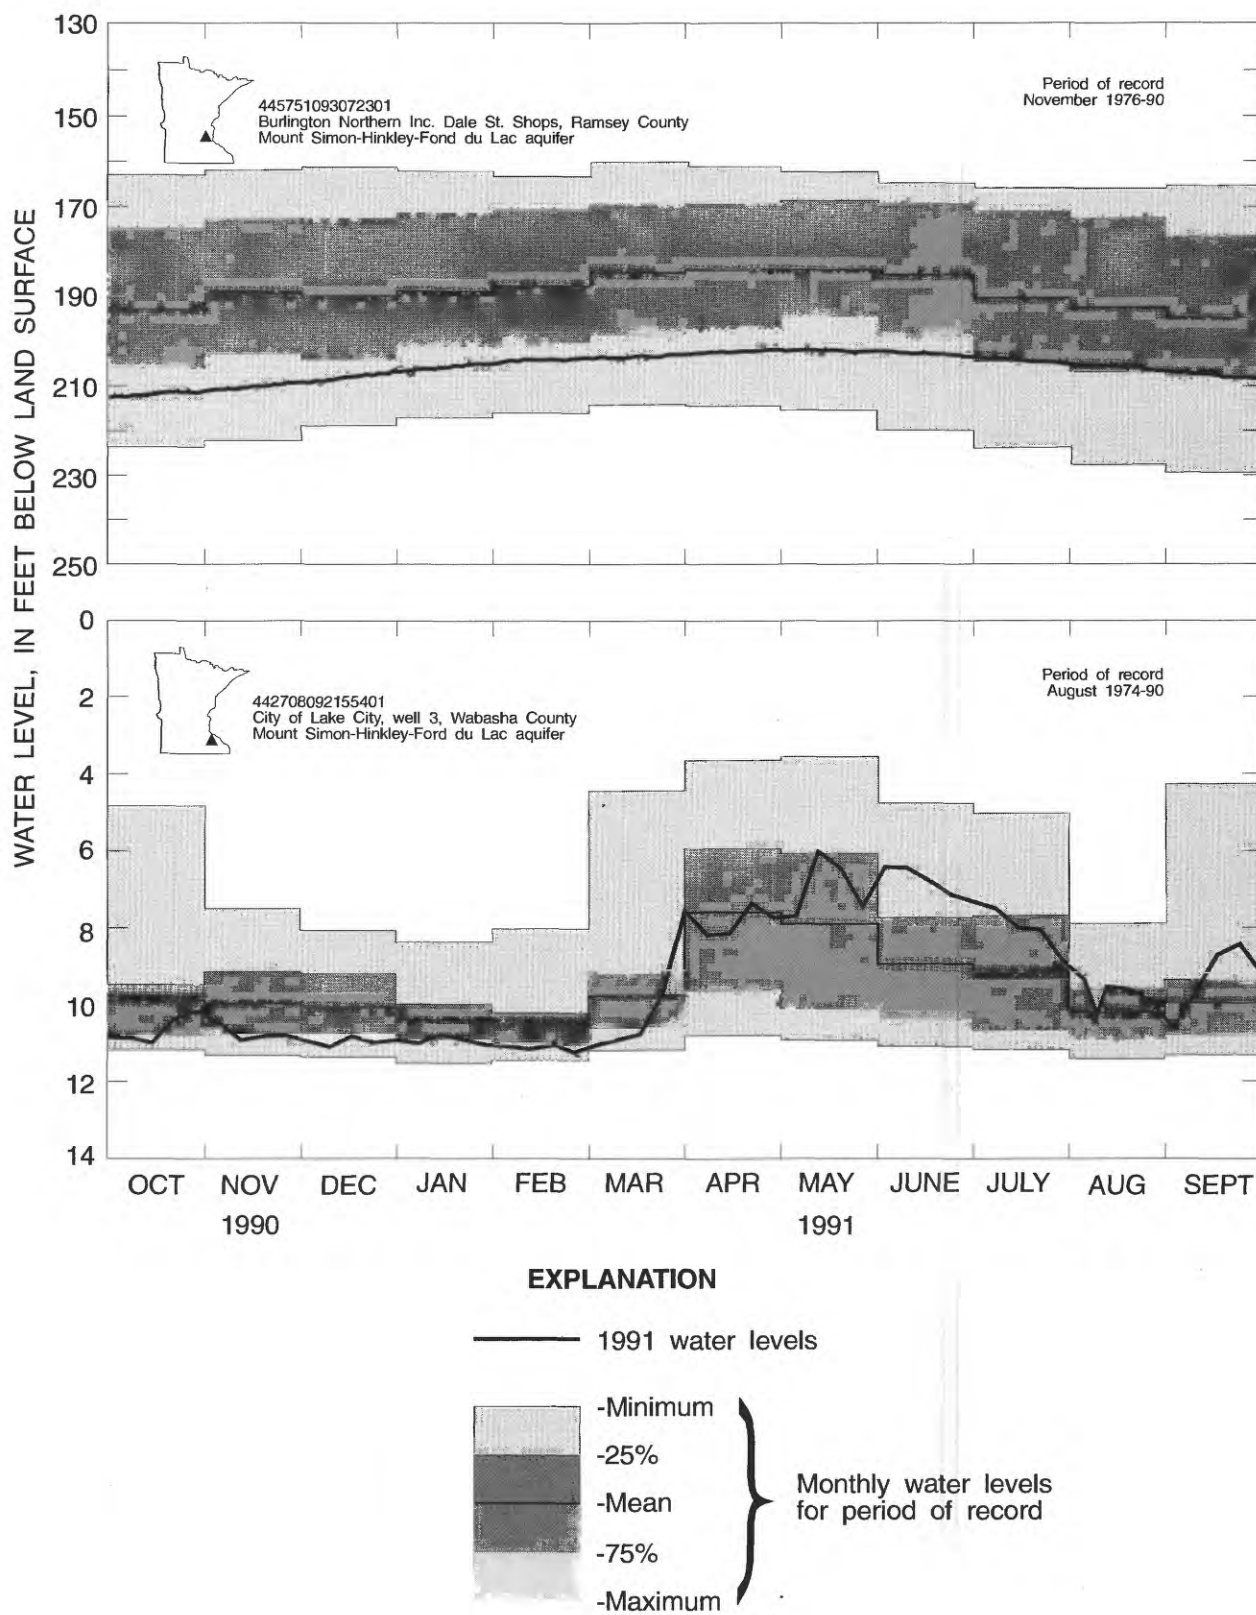 WATER LEVEL, IN FEET BELOW LAND SURFACE
130
150
170
190
210
230
250
445751093072301
Burlington Northern Inc. Dale St. Shops, Ramsey County
Mount Simon-Hinkley-Fond du Lac aquifer
Period of record
November 1976-90
0
2
4
6
8
10
12
14
442708092155401
City of Lake City, well 3, Wabasha County
Mount Simon-Hinkley-Ford du Lac aquifer
Period of record
August 1974-90
OCT NOV DEC JAN FEB MAR APR MAY JUNE JULY AUG SEPT
1990 1991
EXPLANATION
1991 water levels
-Minimum
-25%
-Mean
-75%
-Maximum
Monthly water levels
for period of record